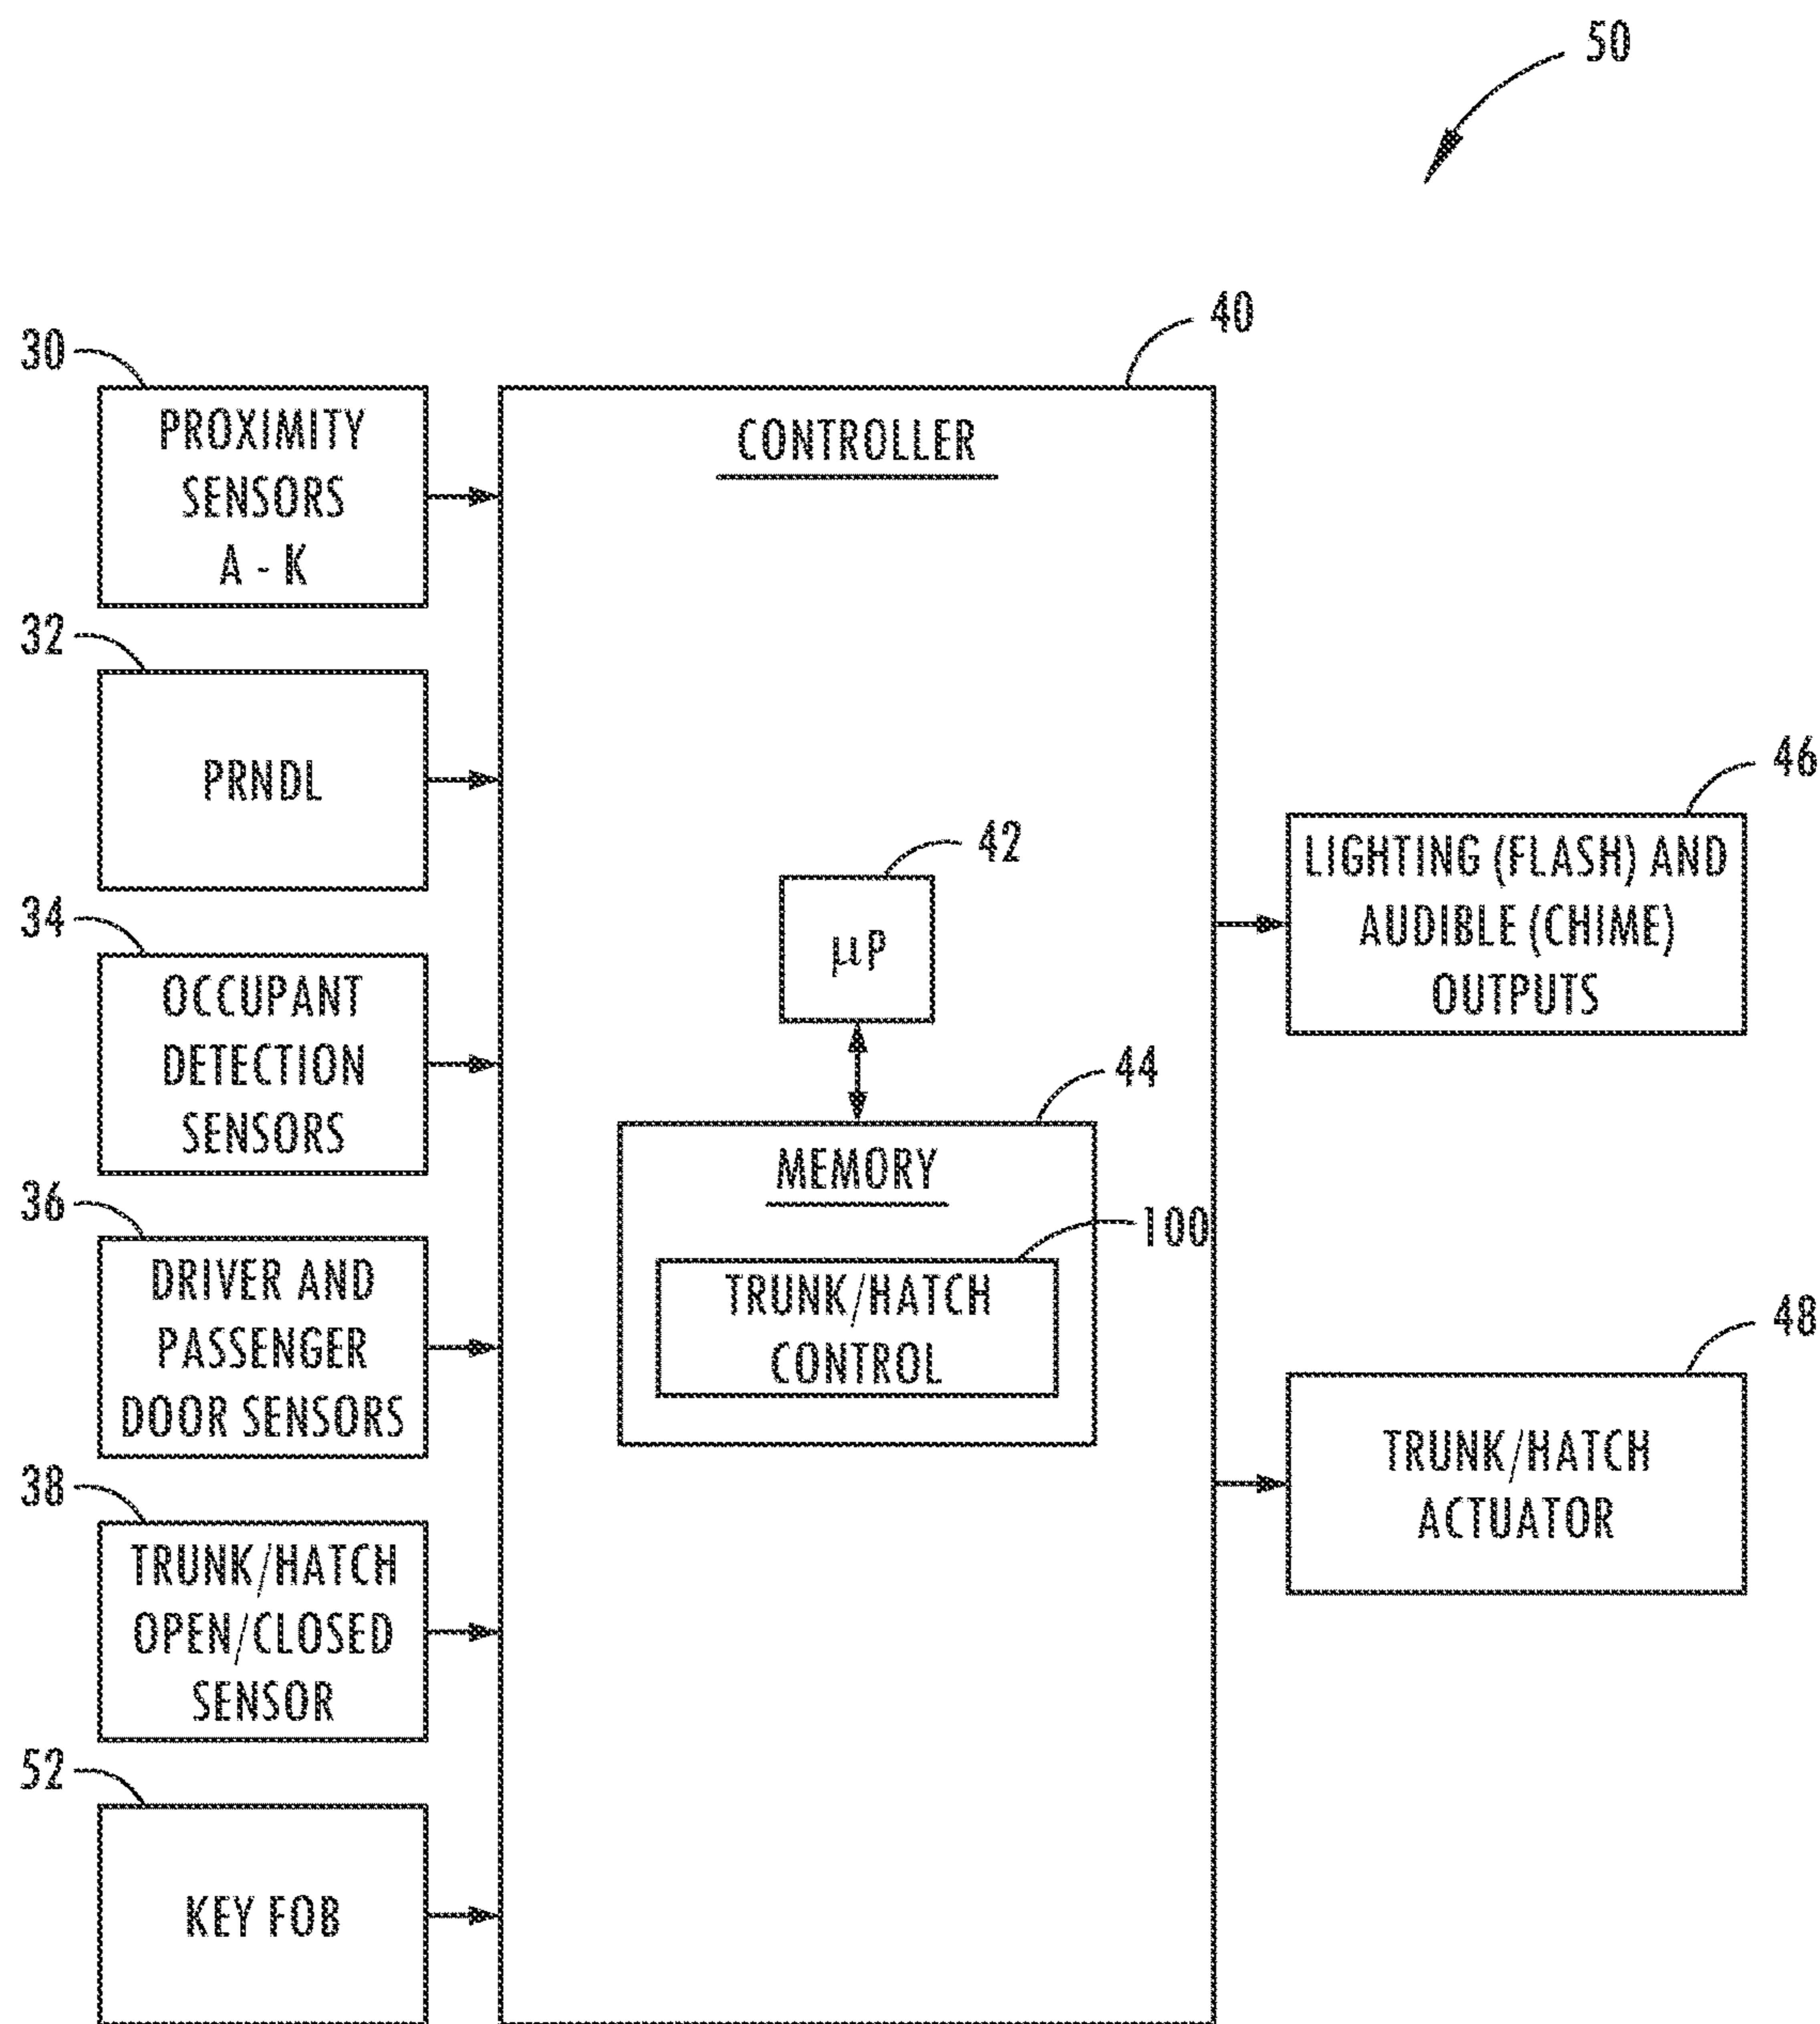 50
40
30
PROXIMITY
SENSORS
A - K
CONTROLLER
32
PRNDL
34
OCCUPANT
DETECTION
SENSORS
36
DRIVER AND
PASSENGER
DOOR SENSORS
38
TRUNK/HATCH
OPEN/CLOSED
SENSOR
52
KEY FOB
42
μP
44
MEMORY
100
TRUNK/HATCH
CONTROL
46
LIGHTING (FLASH) AND
AUDIBLE (CHIME)
OUTPUTS
48
TRUNK/HATCH
ACTUATOR